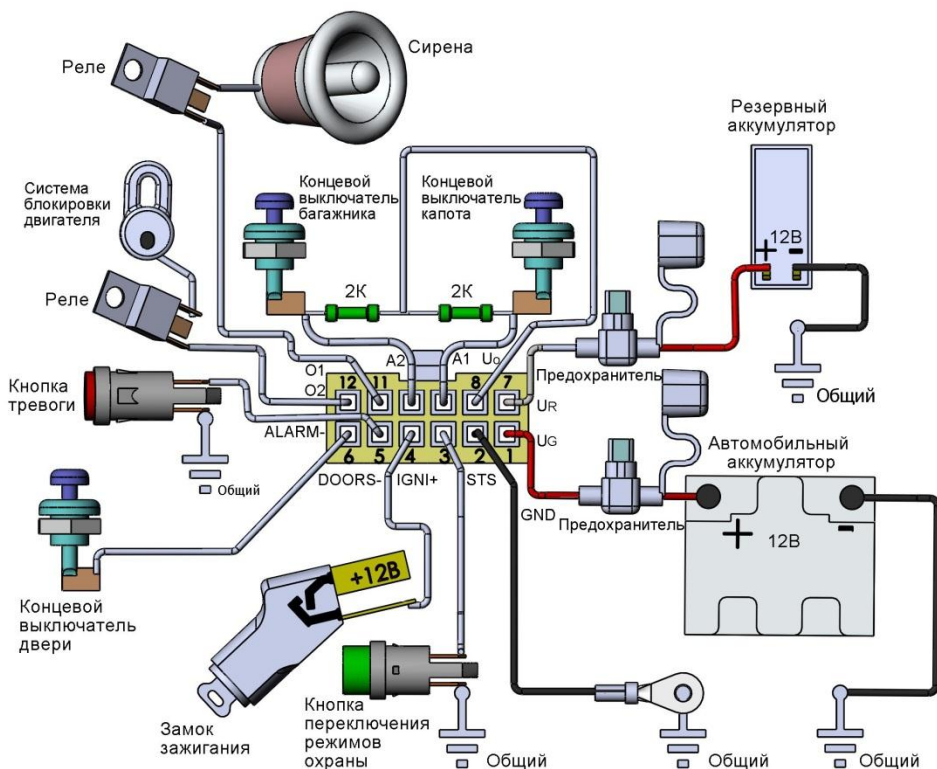 Реле
Сирена
Резервный
аккумулятор
Система
блокировки
двигателя
Концевой
выключатель
багажника
Концевой
выключатель
капота
+ 12В -
Реле
2К
2К
O1
O2
A2
A1
UQ
Предохранитель
Общий
Кнопка
тревоги
12
11
8
7
UR
ALARM-
UG
Автомобильный
аккумулятор
Общий
6
5
4
3
2
1
DOORS-
IGNI+
STS
GND
Предохранитель
+ 12В -
+12В
Концевой
выключатель
двери
Замок
зажигания
Кнопка
переключения
режимов
охраны
Общий
Общий
Общий